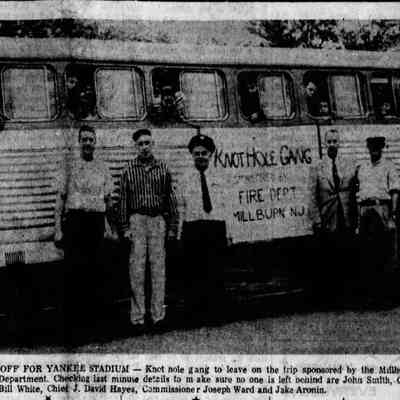 KNOT HOLE GANG
SPONSORED BY
FIRE DEPT.
MILLBURN N.J.
OFF FOR YANKEE STADIUM — Knot hole gang to leave on the trip sponsored by the Millb
Department. Checking last minute details to make sure no one is left behind are John Smith, C
Bill White, Chief J. David Hayes, Commissioner Joseph Ward and Jake Aronin.